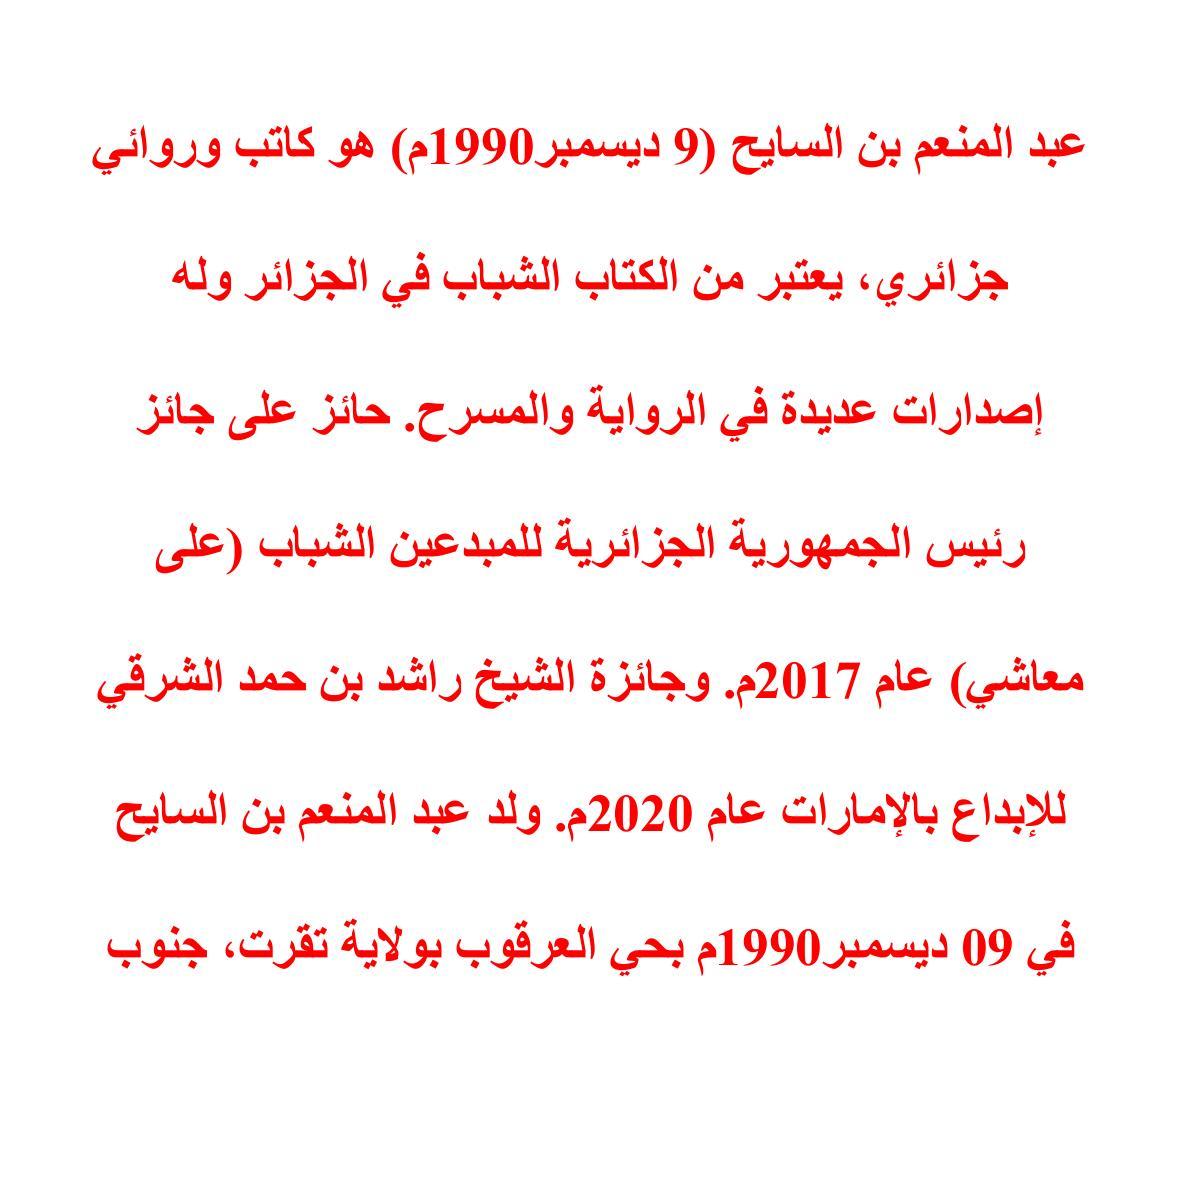 عبد المنعم بن السايح (9 ديسمبر1990م) هو كاتب وروائي
جزائري، يعتبر من الكتاب الشباب في الجزائر وله
إصدارات عديدة في الرواية والمسرح. حائز على جائز
رئيس الجمهورية الجزائرية للمبدعين الشباب (على
معاشي) عام 2017م. وجائزة الشيخ راشد بن حمد الشرقي
للإبداع بالإمارات عام 2020م. ولد عبد المنعم بن السايح
في 09 ديسمبر1990م بحي العرقوب بولاية تقرت، جنوب